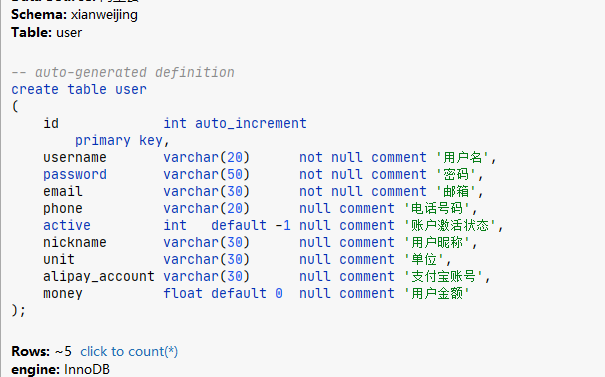 Schema: xianweijing
Table: user
-- auto-generated definition
create table user
(
    id             int auto_increment
        primary key,
    username       varchar(20)      not null comment '用户名',
    password       varchar(50)      not null comment '密码',
    email          varchar(30)      not null comment '邮箱',
    phone          varchar(20)      null comment '电话号码',
    active         int   default -1 null comment '账户激活状态',
    nickname       varchar(30)      null comment '用户昵称',
    unit           varchar(30)      null comment '单位',
    alipay_account varchar(30)      null comment '支付宝账号',
    money          float default 0  null comment '用户金额'
);
Rows: ~5  click to count(*)
engine: InnoDB